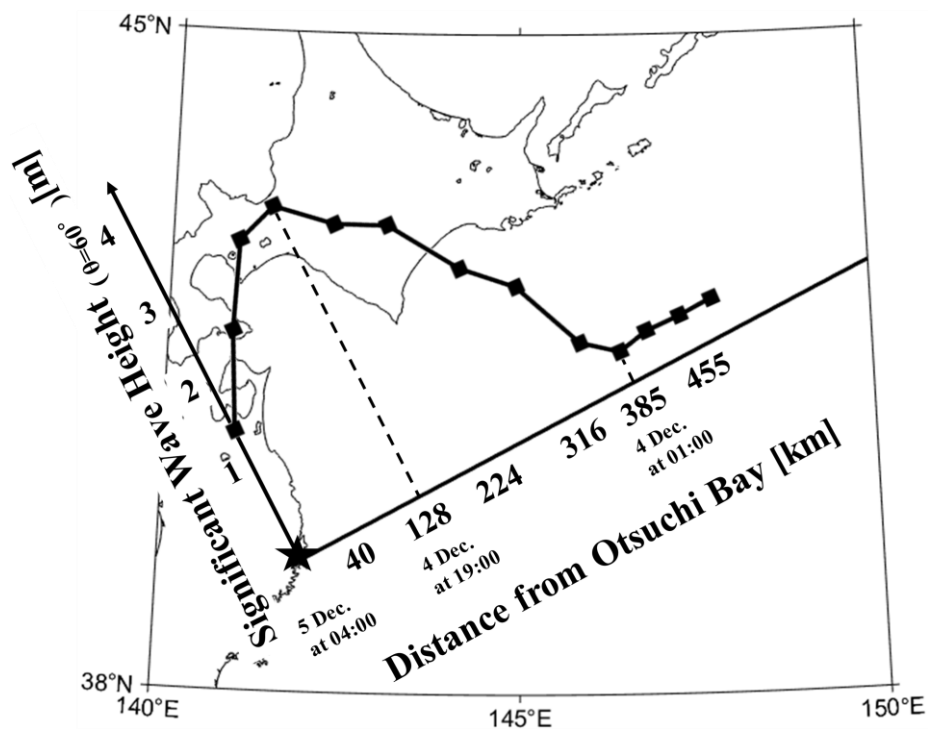 45°N
Significant Wave Height (θ=60°)[m]
4
3
2
1
40
128
224
316
385
455
5 Dec.
at 04:00
4 Dec.
at 19:00
4 Dec.
at 01:00
Distance from Otsuchi Bay [km]
38°N
140°E
145°E
150°E